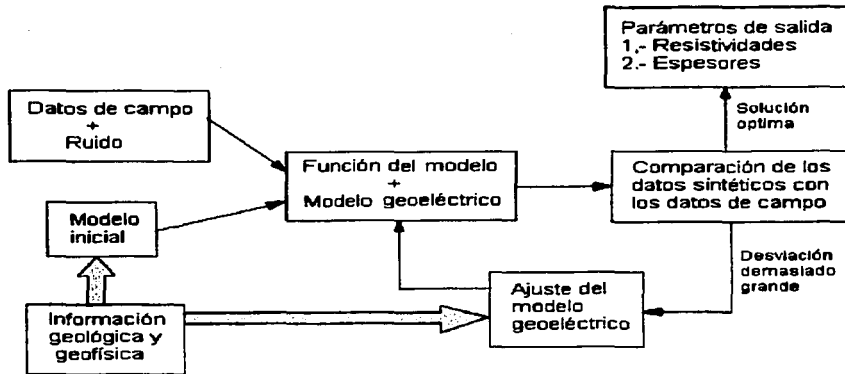 Parámetros de salida
1,- Resistividades
2.- Espesores
Datos de campo
+
Ruido
Solución
optima
Función del modelo
+
Modelo geoeléctrico
Comparación de los
datos sintéticos con
los datos de campo
Modelo
inicial
Desviación
demasiado
grande
Ajuste del
modelo
geoeléctrico
Información
geológica y
geofísica